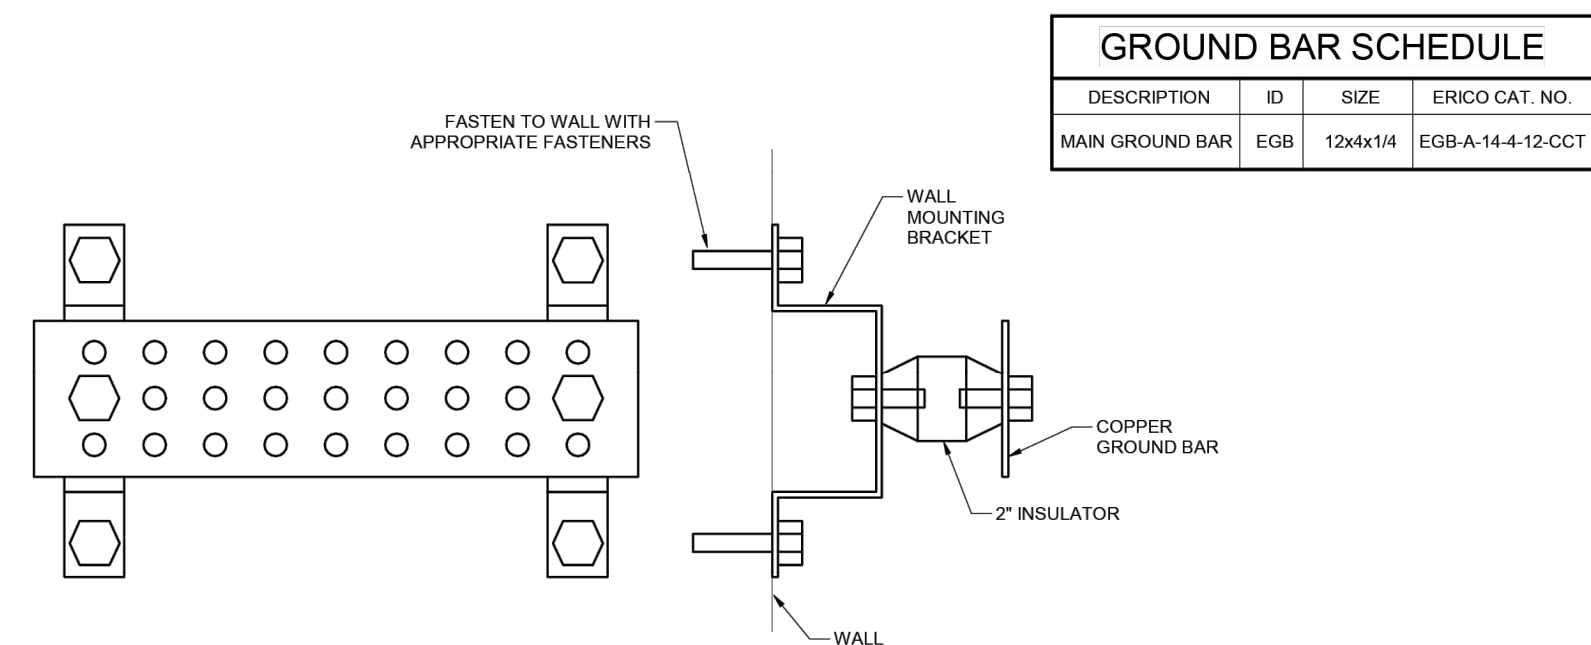 GROUND BAR SCHEDULE
DESCRIPTION ID SIZE ERICO CAT. NO.
MAIN GROUND BAR EGB 12x4x1/4 EGB-A-14-4-12-CCT
FASTEN TO WALL WITH
APPROPRIATE FASTENERS
WALL
MOUNTING
BRACKET
COPPER
GROUND BAR
2" INSULATOR
WALL